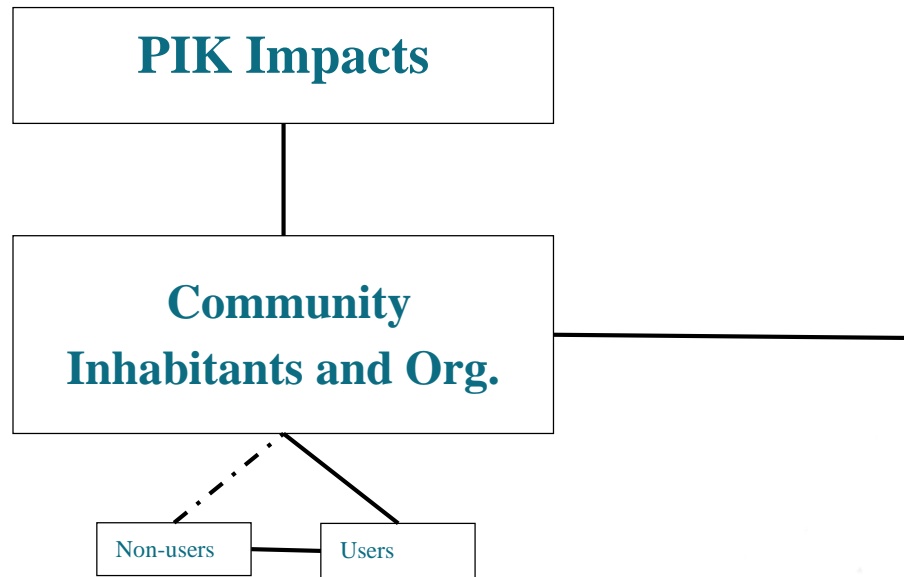 PIK Impacts
Community
Inhabitants and Org.
Non-users
Users